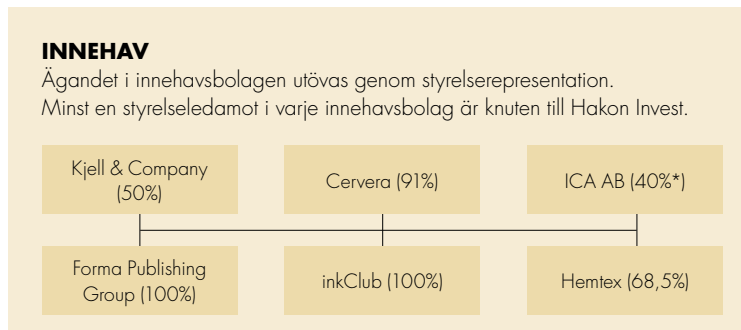 INNEHAV
Ägandet i innehavsbolagen utövas genom styrelserepresentation.
Minst en styrelseledamot i varje innehavsbolag är knuten till Hakon Invest.
Kjell & Company
(50%)
Cervera (91%)
ICA AB (40%*)
Forma Publishing
Group (100%)
inkClub (100%)
Hemtex (68,5%)